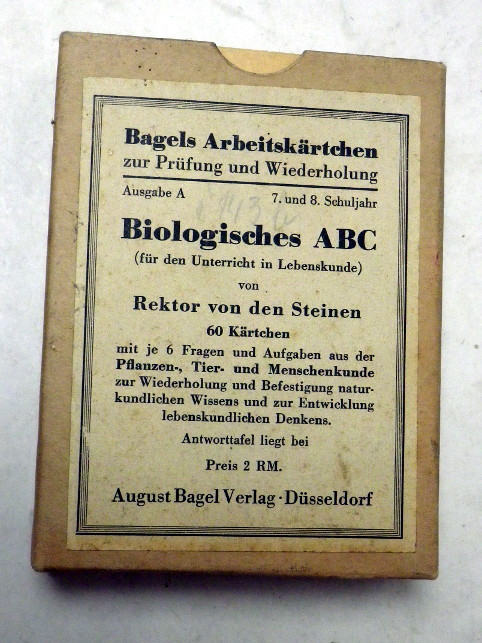 Bagels Arbeitskärtchen
zur Prüfung und Wiederholung
Ausgabe A 7. und 8. Schuljahr
Biologisches ABC
(für den Unterricht in Lebenskunde)
von
Rektor von den Steinen
60 Kärtchen
mit je 6 Fragen und Aufgaben aus der
Pflanzen-, Tier- und Menschenkunde
zur Wiederholung und Befestigung natur-
kundlichen Wissens und zur Entwicklung
lebenskundlichen Denkens.
Antworttafel liegt bei
Preis 2 RM.
August Bagel Verlag · Düsseldorf